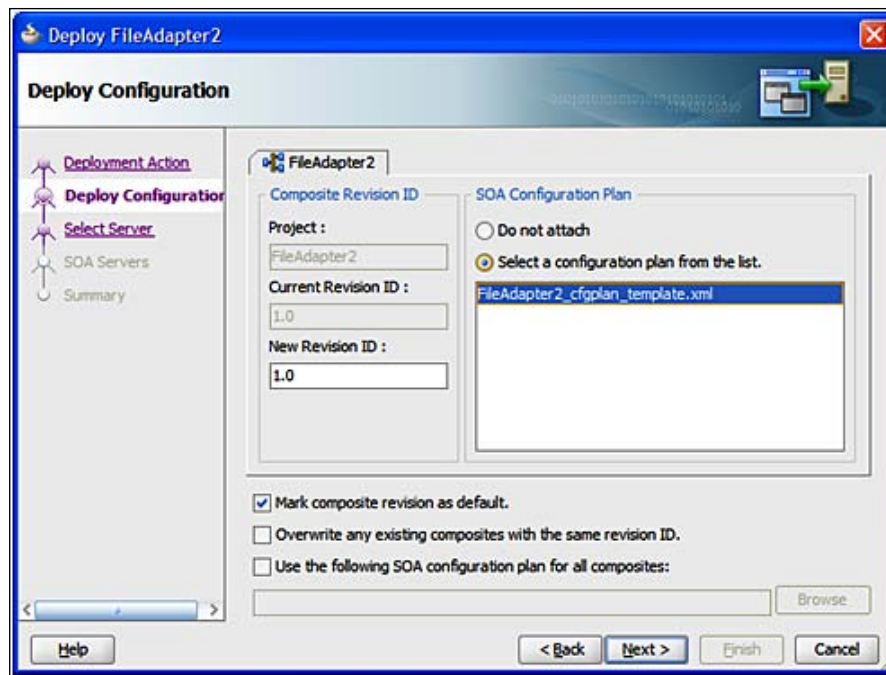 Deploy FileAdapter2
Deploy Configuration
Deployment Action
Deploy Configuration
Select Server
SOA Servers
Summary
FileAdapter2
Composite Revision ID
Project :
FileAdapter2
Current Revision ID :
1.0
New Revision ID :
1.0
SOA Configuration Plan
Do not attach
Select a configuration plan from the list.
FileAdapter2_cfgplan_template.xml
Mark composite revision as default.
Overwrite any existing composites with the same revision ID.
Use the following SOA configuration plan for all composites:
Browse
Help
< Back
Next >
Finish
Cancel